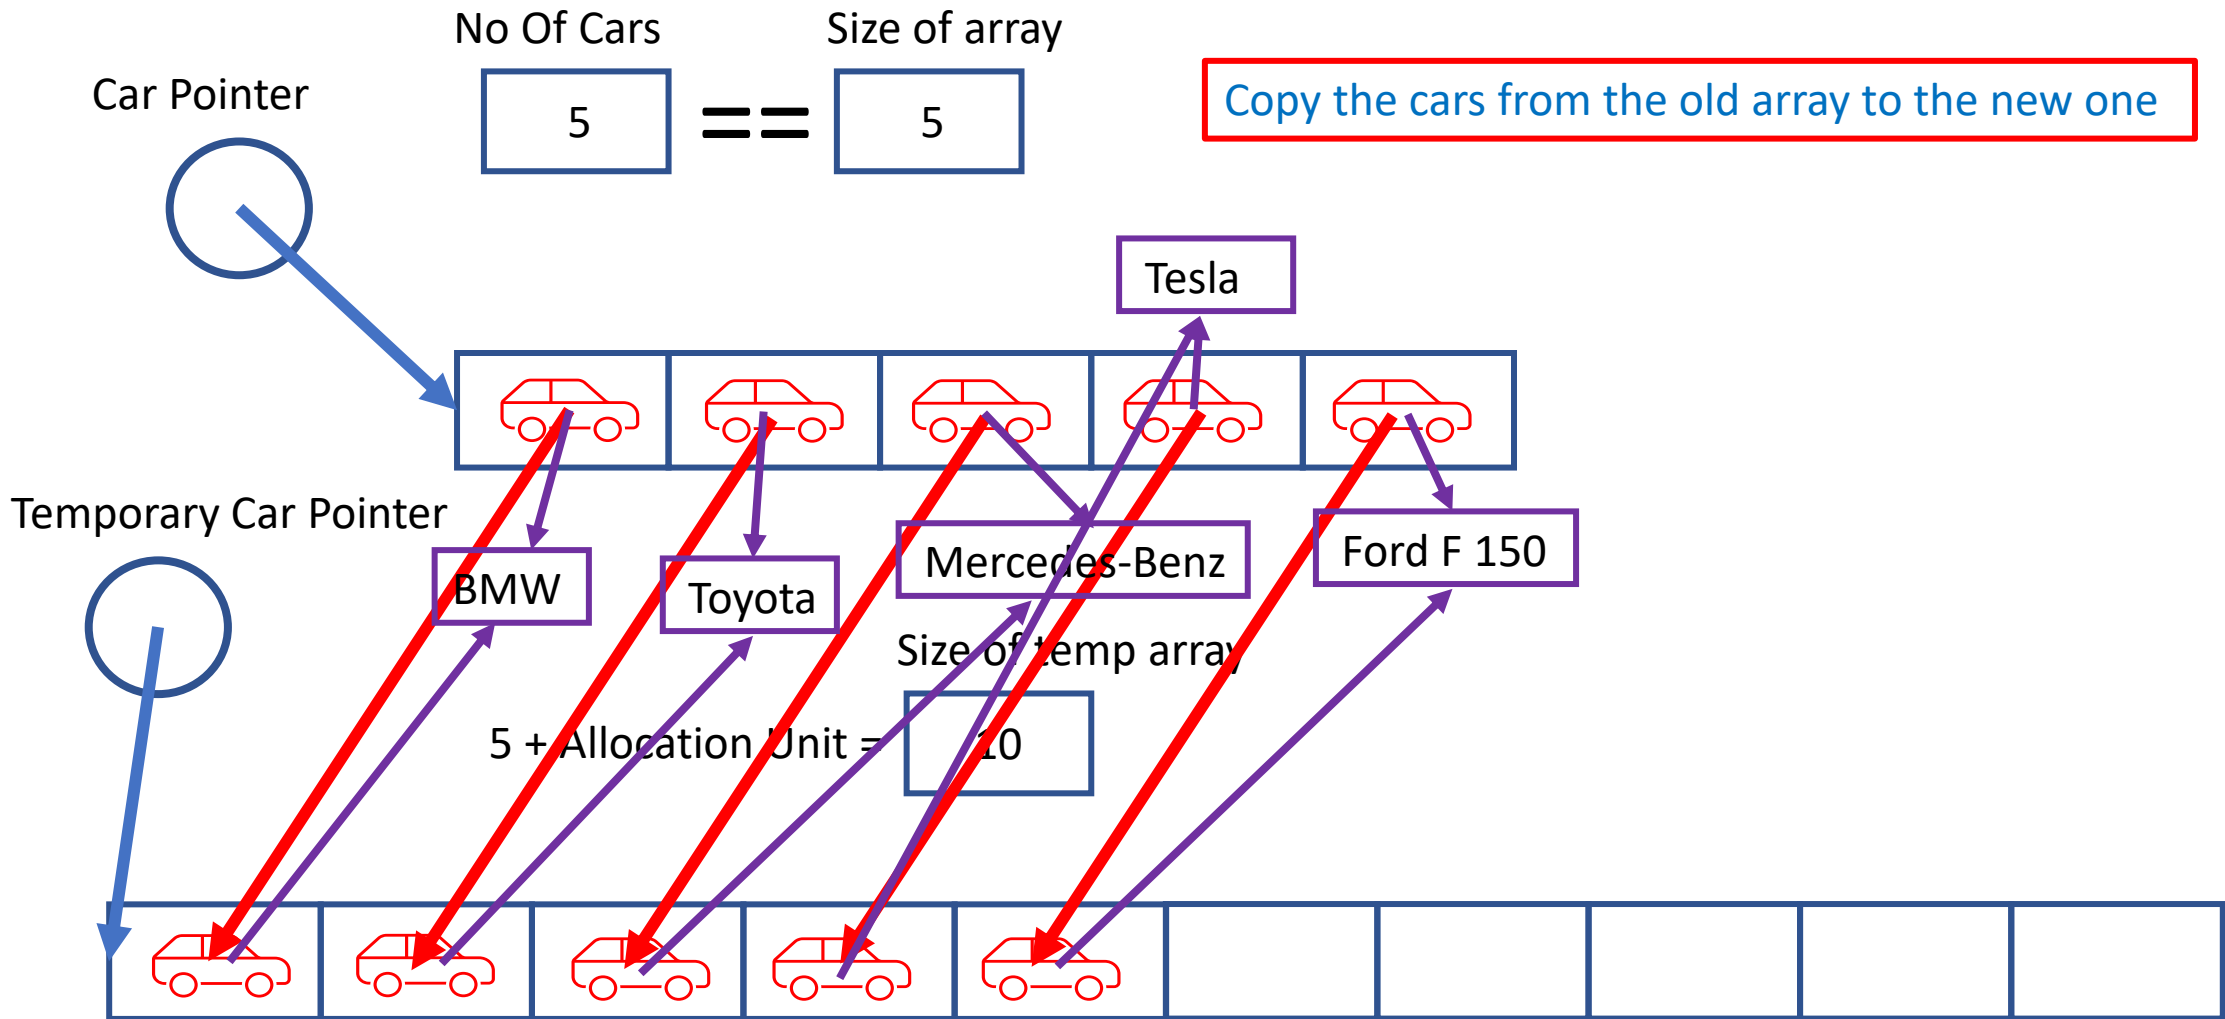 No Of Cars
Size of array
Car Pointer
5
==
5
Copy the cars from the old array to the new one
Tesla
Temporary Car Pointer
BMW
Toyota
Mercedes-Benz
Ford F 150
Size of temp array
5 + Allocation Unit =
10